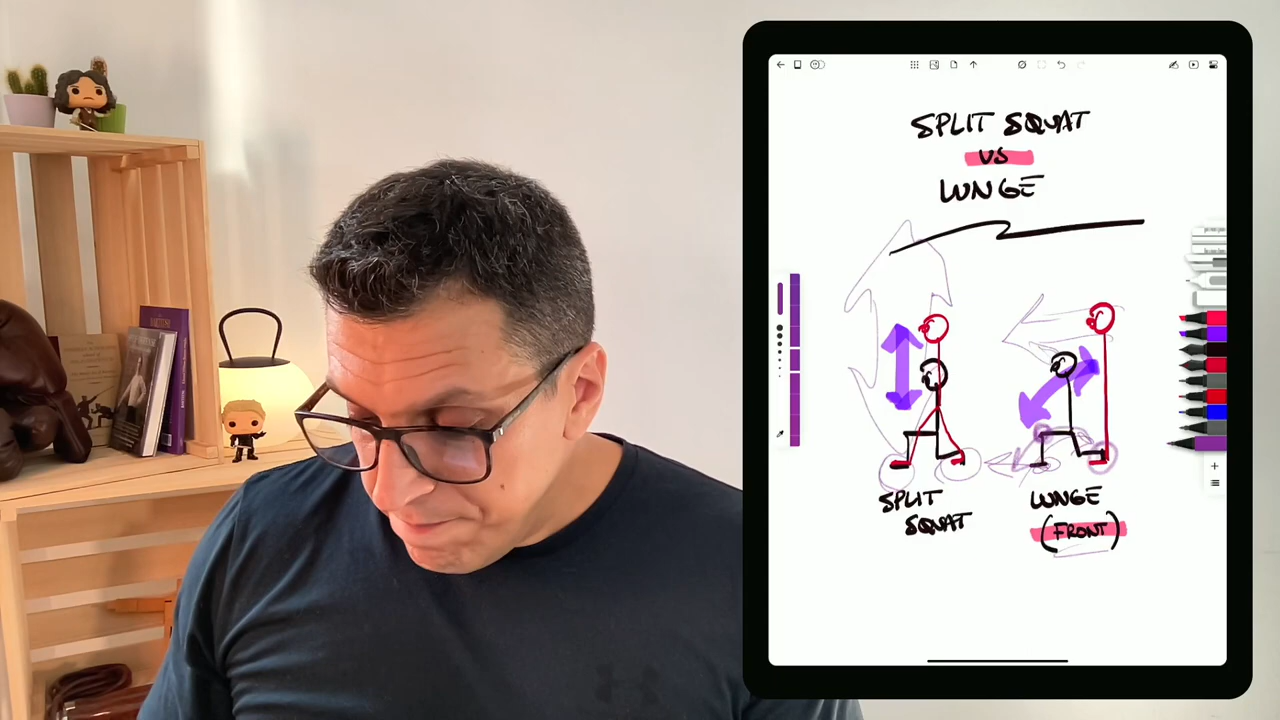 SPLIT SQUAT
VS
LUNGE
SPLIT
SQUAT
LUNGE
(FRONT)